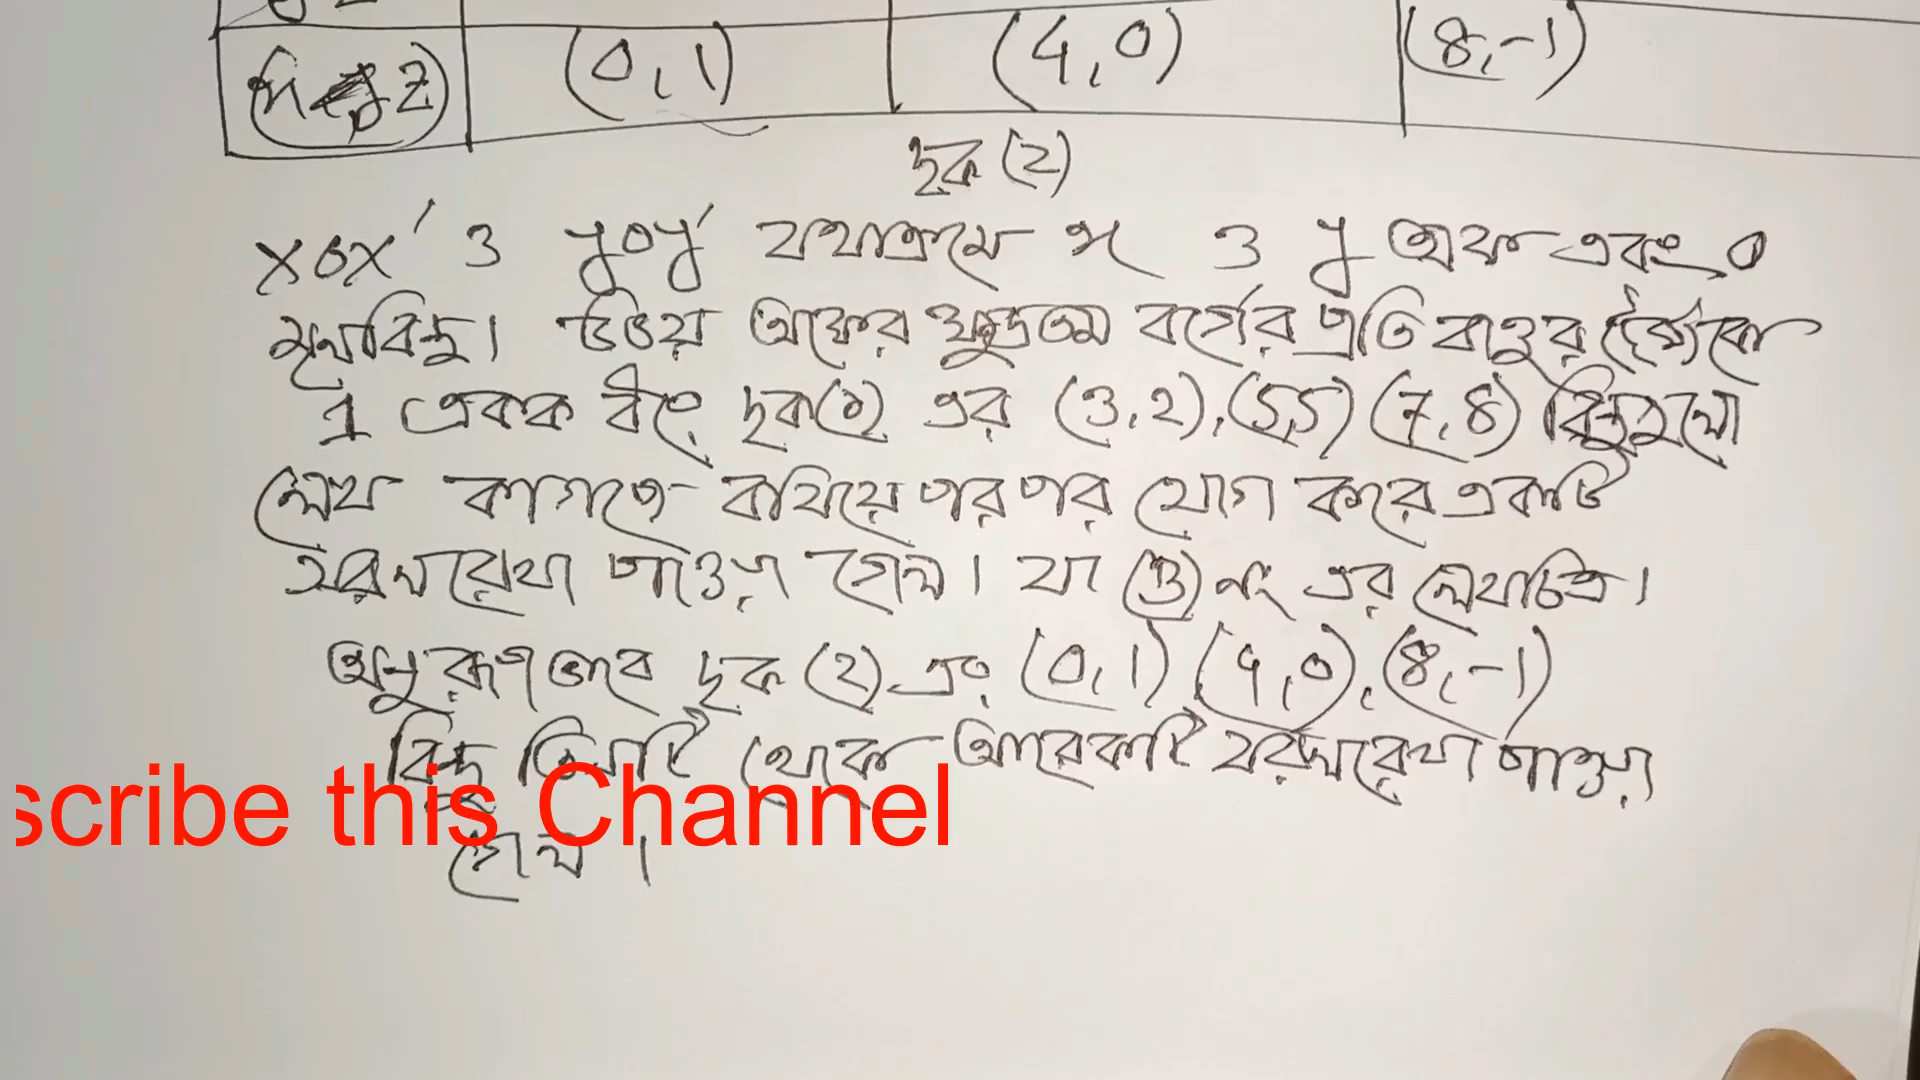 (0,1) (4,0) (8,-1)
ছক (২)
XOX′ ও yoy′ যথাক্রমে x ও y অক্ষ এবং 0
মূলবিন্দু। উভয় অক্ষের ক্ষুদ্রতম বর্গের প্রতি বাহুর দৈর্ঘ্যকে
একক ধরে ছক(১) এর (3,2), (5,5) (7,8) বিন্দুগুলো
লেখ কাগজে বসিয়ে পরপর যোগ করে একটি
সরলরেখা পাওয়া গেল। যা (3) নং এর লেখচিত্র।
অনুরূপভাবে ছক (২) এর (0,1) (4,0), (8,-1)
বিন্দু তিনটি থেকে আরেকটি সরলরেখা পাওয়া
scribe this Channel
গেল।